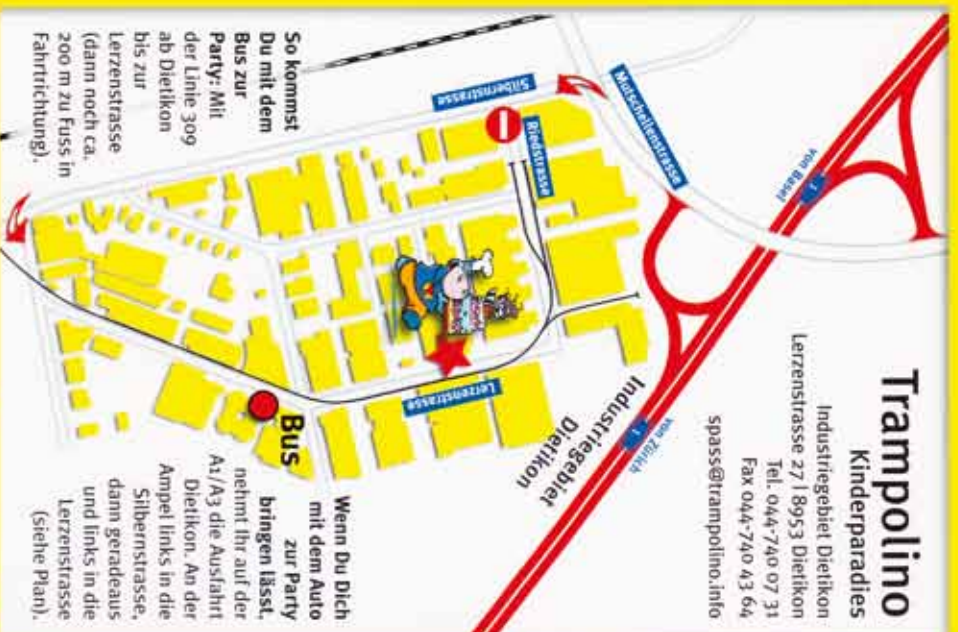 Trampolino
Kinderparadies
Industriegebiet Dietikon
Lerzenstrasse 27 | 8953 Dietikon
Tel. 044-740 07 31
Fax 044-740 43 64
spass@trampolino.info
von Basel
von Zürich
Industriegebiet
Dietikon
Mutschellenstrasse
Silbernstrasse
Riedstrasse
Lerzenstrasse
Bus
So kommst
Du mit dem
Bus zur
Party: Mit
der Linie 309
ab Dietikon
bis zur
Lerzenstrasse
(dann noch ca.
200 m zu Fuss in
Fahrtrichtung).
Wenn Du Dich
mit dem Auto
zur Party
bringen lässt,
nehmt Ihr auf der
A1/A3 die Ausfahrt
Dietikon. An der
Ampel links in die
Silbernstrasse,
dann geradeaus
und links in die
Lerzenstrasse
(siehe Plan).